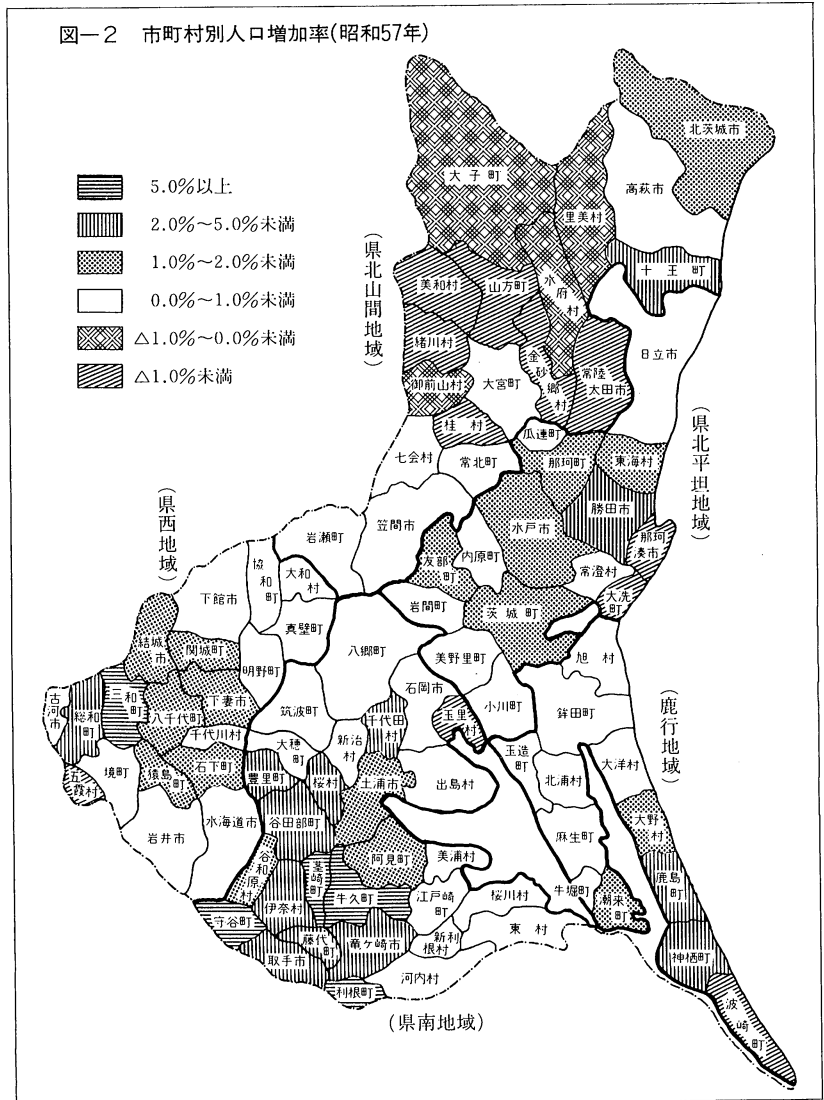 図－2　市町村別人口増加率(昭和57年)
5.0％以上
2.0％～5.0％未満
1.0％～2.0％未満
0.0％～1.0％未満
△1.0％～0.0％未満
△1.0％未満
(県北山間地域)
(県北平坦地域)
(県西地域)
(鹿行地域)
(県南地域)
北茨城市
大子町
高萩市
里美村
十王町
美和村
山方町
水府村
日立市
緒川村
金砂郷村
常陸太田市
御前山村
大宮町
桂村
瓜連町
七会村
常北町
那珂町
東海村
勝田市
笠間市
水戸市
那珂湊市
岩瀬町
友部町
内原町
常澄村
大洗町
協和町
大和村
岩間町
茨城町
下館市
真壁町
八郷町
美野里町
旭村
結城市
関城町
明野町
石岡市
小川町
鉾田町
古河市
総和町
三和町
八千代町
下妻市
筑波町
千代田村
玉里村
千代川村
大穂町
新治村
玉造町
大洋村
五霞村
境町
猿島町
石下町
豊里町
桜村
土浦市
出島村
北浦村
岩井市
水海道市
谷田部町
麻生町
大野村
谷和原村
阿見町
美浦村
茎崎町
牛久町
江戸崎町
桜川村
牛堀町
潮来町
鹿島町
守谷町
伊奈村
藤代町
竜ヶ崎市
新利根村
東村
神栖町
取手市
河内村
利根町
波崎町